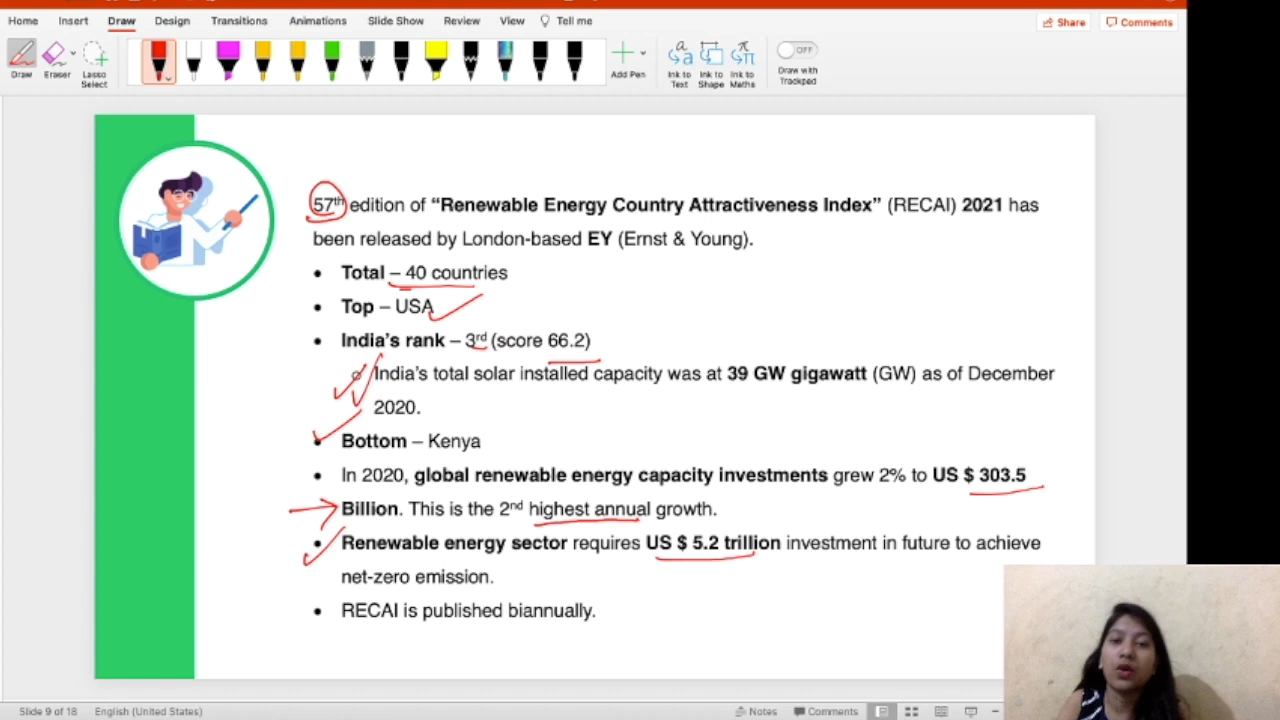 Home Insert Draw Design Transitions Animations Slide Show Review View Tell me Share Comments
Draw Eraser Lasso Select Add Pen Ink to Text Ink to Shape Ink to Maths OFF Draw with Trackpad
57th edition of “Renewable Energy Country Attractiveness Index” (RECAI) 2021 has
been released by London-based EY (Ernst & Young).
• Total – 40 countries
• Top – USA
• India’s rank – 3rd (score 66.2)
India’s total solar installed capacity was at 39 GW gigawatt (GW) as of December
2020.
• Bottom – Kenya
• In 2020, global renewable energy capacity investments grew 2% to US $ 303.5
Billion. This is the 2nd highest annual growth.
• Renewable energy sector requires US $ 5.2 trillion investment in future to achieve
net-zero emission.
• RECAI is published biannually.
Slide 9 of 18 English (United States) Notes Comments